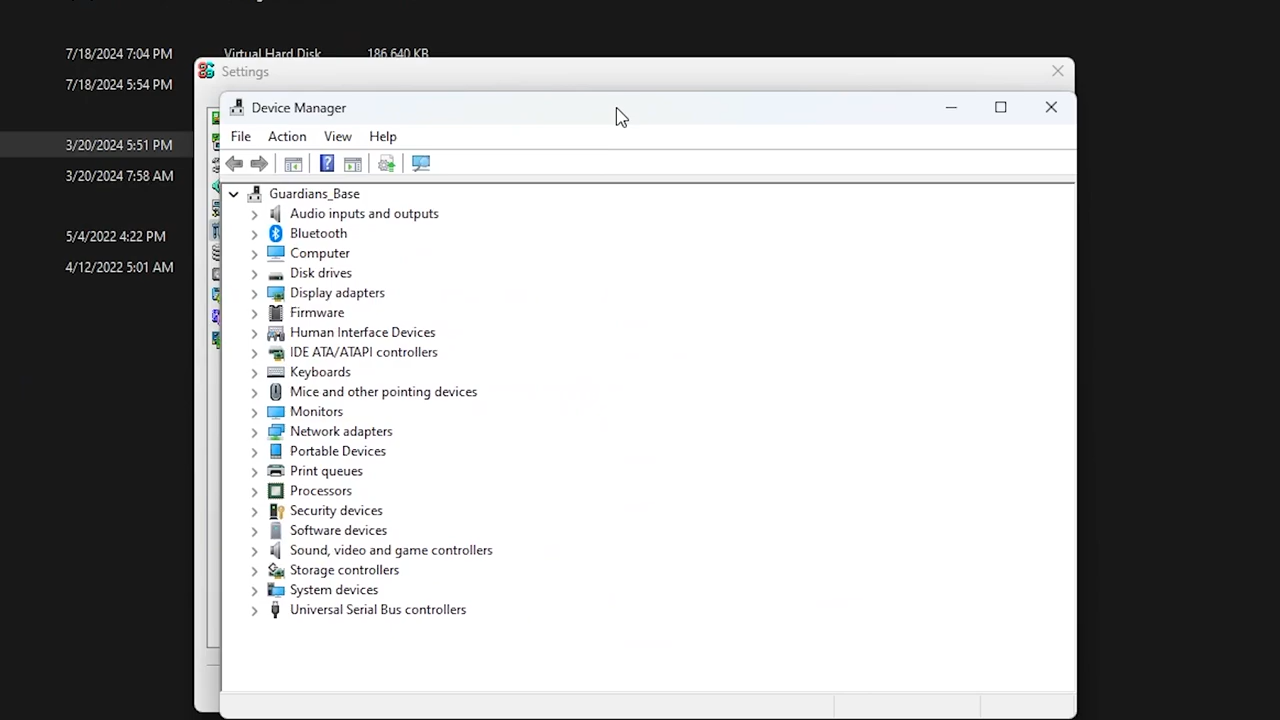 7/18/2024 7:04 PM Virtual Hard Disk 186,640 KB
Settings
7/18/2024 5:54 PM
Device Manager
File Action View Help
3/20/2024 5:51 PM
3/20/2024 7:58 AM
Guardians_Base
Audio inputs and outputs
Bluetooth
5/4/2022 4:22 PM
Computer
4/12/2022 5:01 AM
Disk drives
Display adapters
Firmware
Human Interface Devices
IDE ATA/ATAPI controllers
Keyboards
Mice and other pointing devices
Monitors
Network adapters
Portable Devices
Print queues
Processors
Security devices
Software devices
Sound, video and game controllers
Storage controllers
System devices
Universal Serial Bus controllers